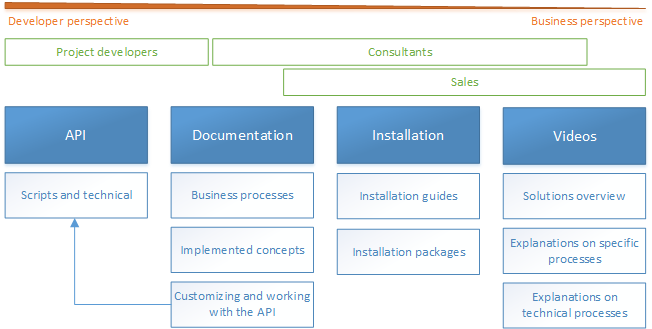 Developer perspective
Business perspective
Project developers
Consultants
Sales
API
Documentation
Installation
Videos
Scripts and technical
Business processes
Installation guides
Solutions overview
Implemented concepts
Installation packages
Explanations on specific
processes
Customizing and working
with the API
Explanations on
technical processes